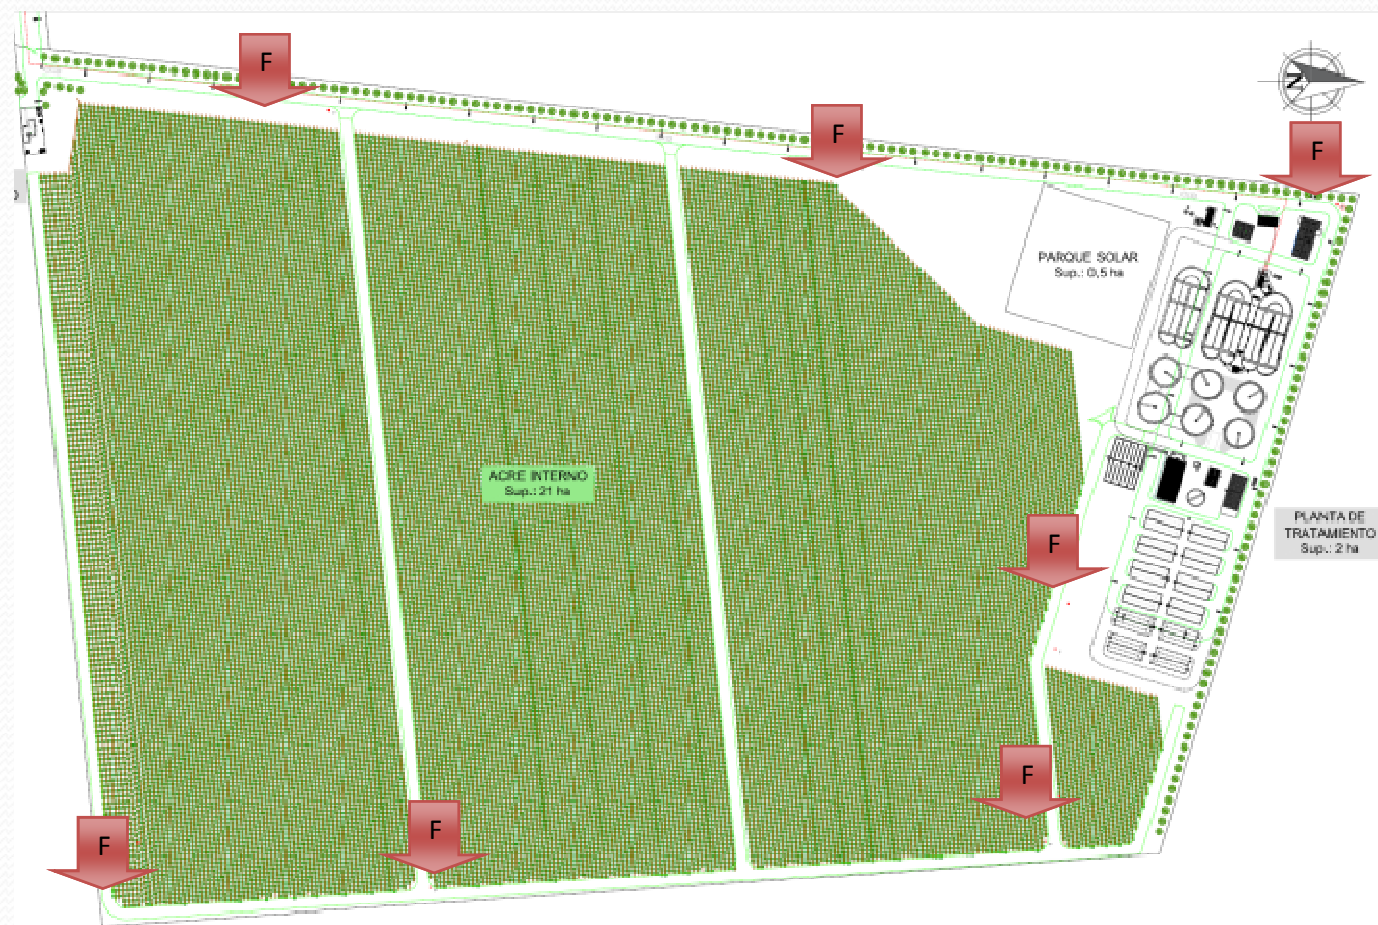 F
F
F
N
PARQUE SOLAR
Sup.: 0,5 ha
ACRE INTERNO
Sup.: 21 ha
F
PLANTA DE
TRATAMIENTO
Sup.: 2 ha
F
F
F